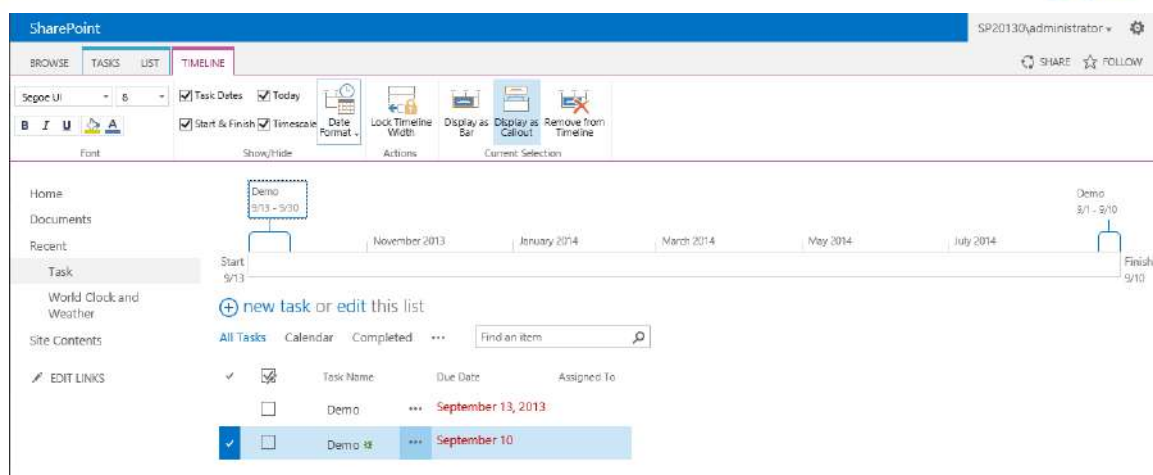 SharePoint
SP20130\administrator
BROWSE TASKS LIST TIMELINE
SHARE FOLLOW
Segoe UI 8
Task Dates Today
B I U A
Start & Finish Timescale
Date Format
Lock Timeline Width
Display as Bar
Display as Callout
Remove from Timeline
Font Show/Hide Actions Current Selection
Home
Documents
Recent
Task
World Clock and Weather
Site Contents
EDIT LINKS
Demo
9/13 - 9/30
Demo
9/1 - 9/10
November 2013 January 2014 March 2014 May 2014 July 2014
Start
9/13
Finish
9/10
new task or edit this list
All Tasks Calendar Completed ••• Find an item
Task Name Due Date Assigned To
Demo ••• September 13, 2013
Demo ••• September 10